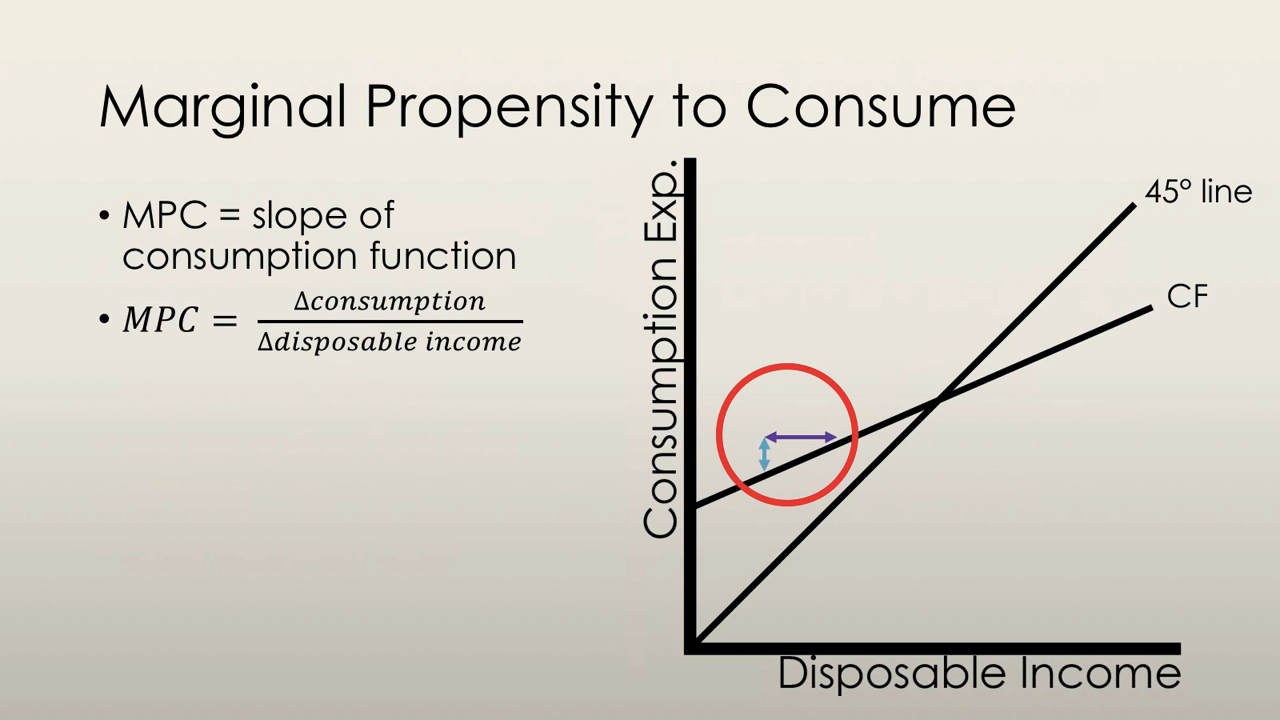 Marginal Propensity to Consume
• MPC = slope of
consumption function
• MPC = Δconsumption / Δdisposable income
Consumption Exp.
45° line
CF
Disposable Income